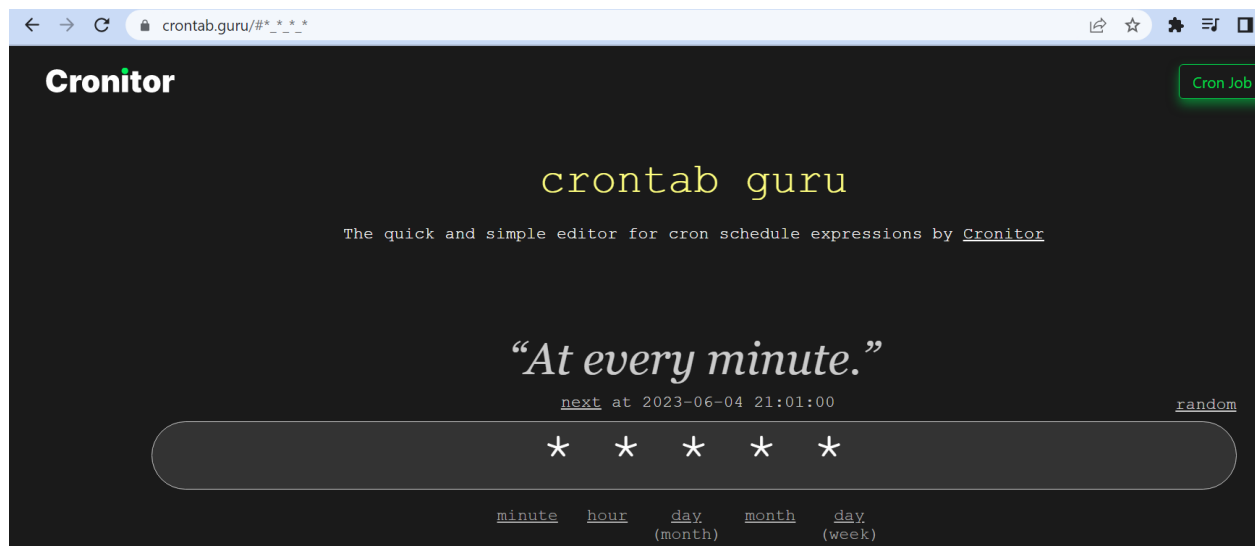 crontab.guru/#*_*_*_*_*
Cronitor
Cron Job
crontab guru
The quick and simple editor for cron schedule expressions by Cronitor
“At every minute.”
next at 2023-06-04 21:01:00
random
* * * * *
minute hour day (month) month day (week)